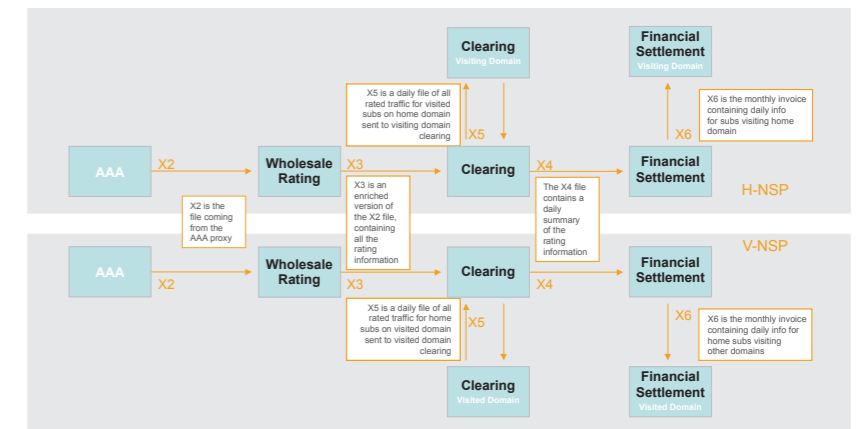 Clearing
Visiting Domain
Financial
Settlement
Visiting Domain
X5 is a daily file of all
rated traffic for visited
subs on home domain
sent to visiting domain
clearing
X5
X6
X6 is the monthly invoice
containing daily info
for subs visiting home
domain
AAA
X2
Wholesale
Rating
X3
Clearing
X4
Financial
Settlement
H-NSP
X2 is the
file coming
from the
AAA proxy
X3 is an
enriched
version of
the X2 file,
containing
all the
rating
information
The X4 file
contains a
daily
summary
of the
rating
information
V-NSP
AAA
X2
Wholesale
Rating
X3
Clearing
X4
Financial
Settlement
X5 is a daily file of all
rated traffic for home
subs on visited domain
sent to visited domain
clearing
X5
X6
X6 is the monthly invoice
containing daily info for
home subs visiting
other domains
Clearing
Visited Domain
Financial
Settlement
Visited Domain